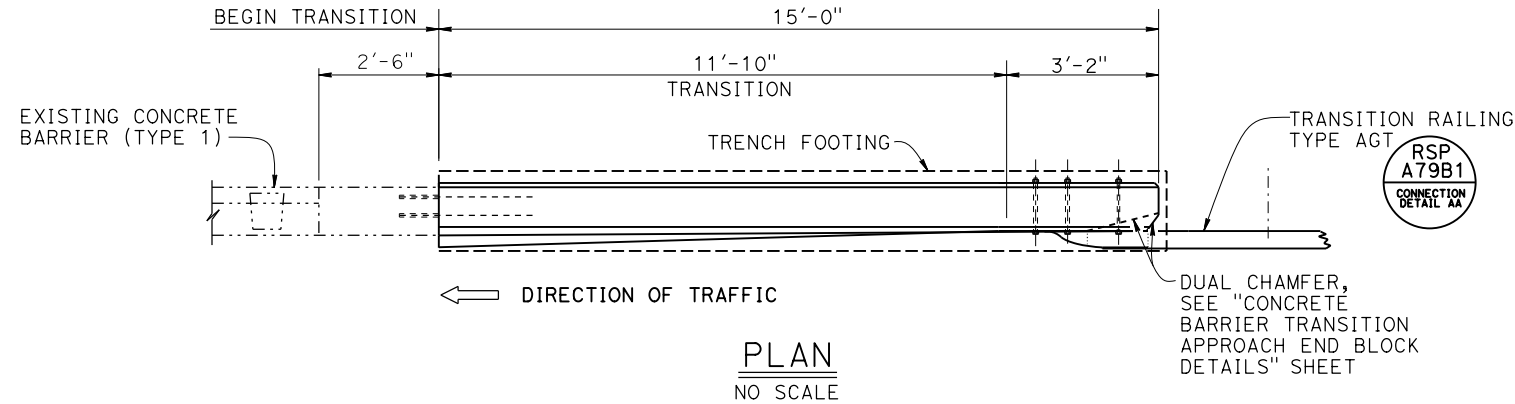 BEGIN TRANSITION
15'-0"
2'-6"
11'-10"
3'-2"
TRANSITION
EXISTING CONCRETE
BARRIER (TYPE 1)
TRENCH FOOTING
TRANSITION RAILING
TYPE AGT
RSP
A79B1
CONNECTION
DETAIL AA
DIRECTION OF TRAFFIC
DUAL CHAMFER,
SEE "CONCRETE
BARRIER TRANSITION
APPROACH END BLOCK
DETAILS" SHEET
PLAN
NO SCALE